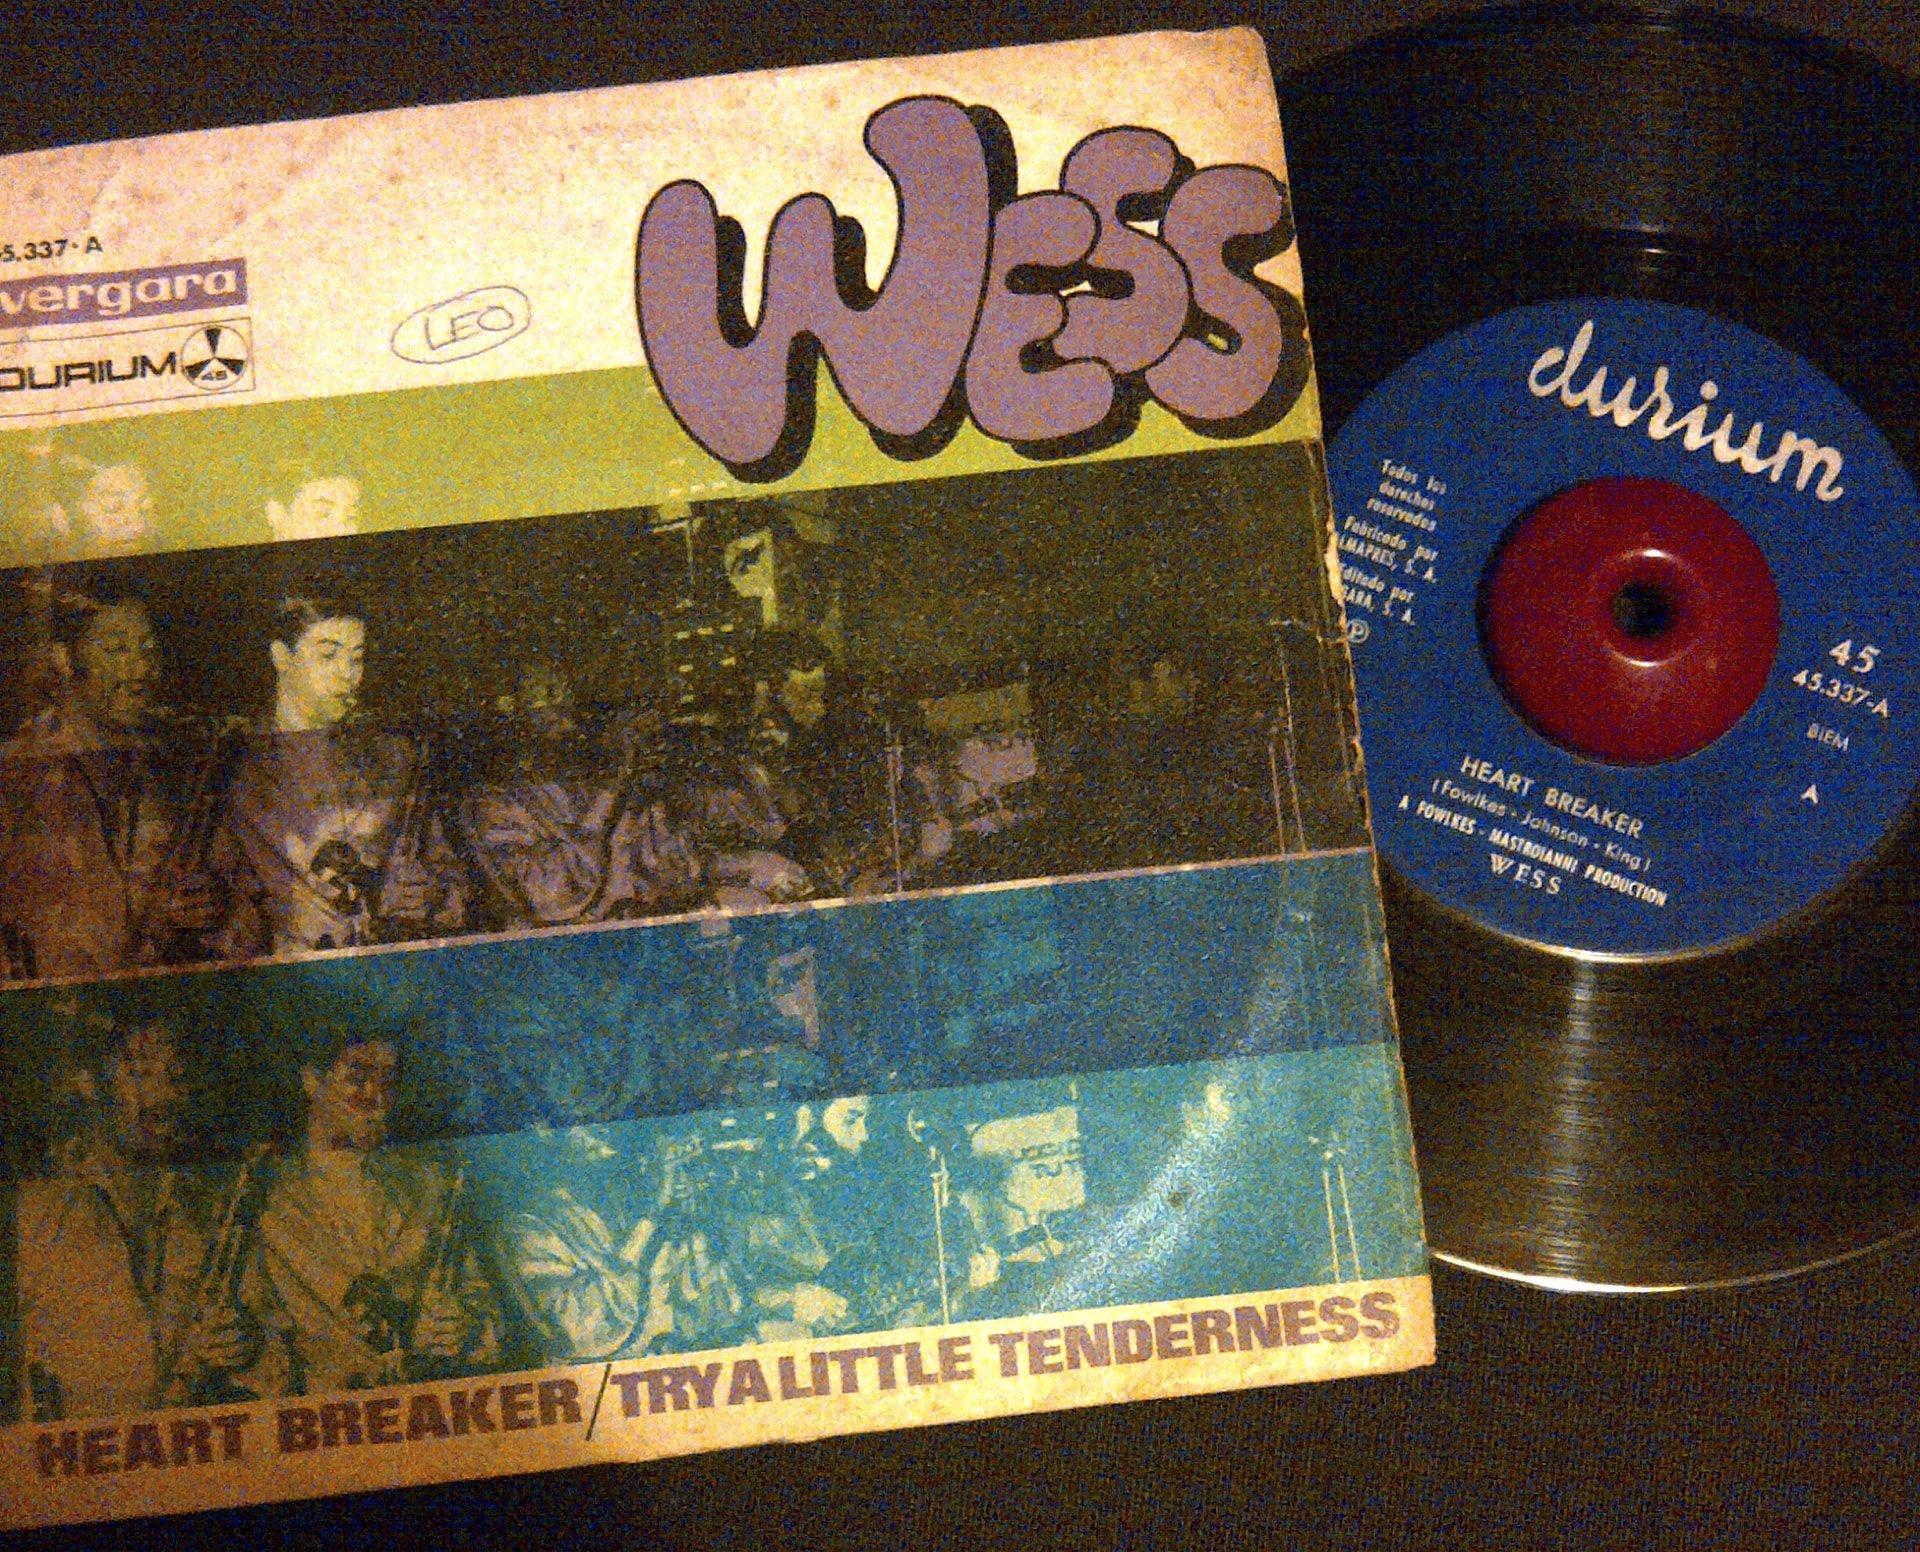 WESS
5.337-A
vergara
DURIUM
45
LEO
HEART BREAKER/TRY A LITTLE TENDERNESS
durium
Todos los
derechos
reservados
Fabricado por
S. A.
Editado por
S. A.
℗
45
45.337-A
BIEM
A
HEART BREAKER
(Fowlkes - Johnson - King)
A FOWLKES - MASTROIANNI PRODUCTION
WESS